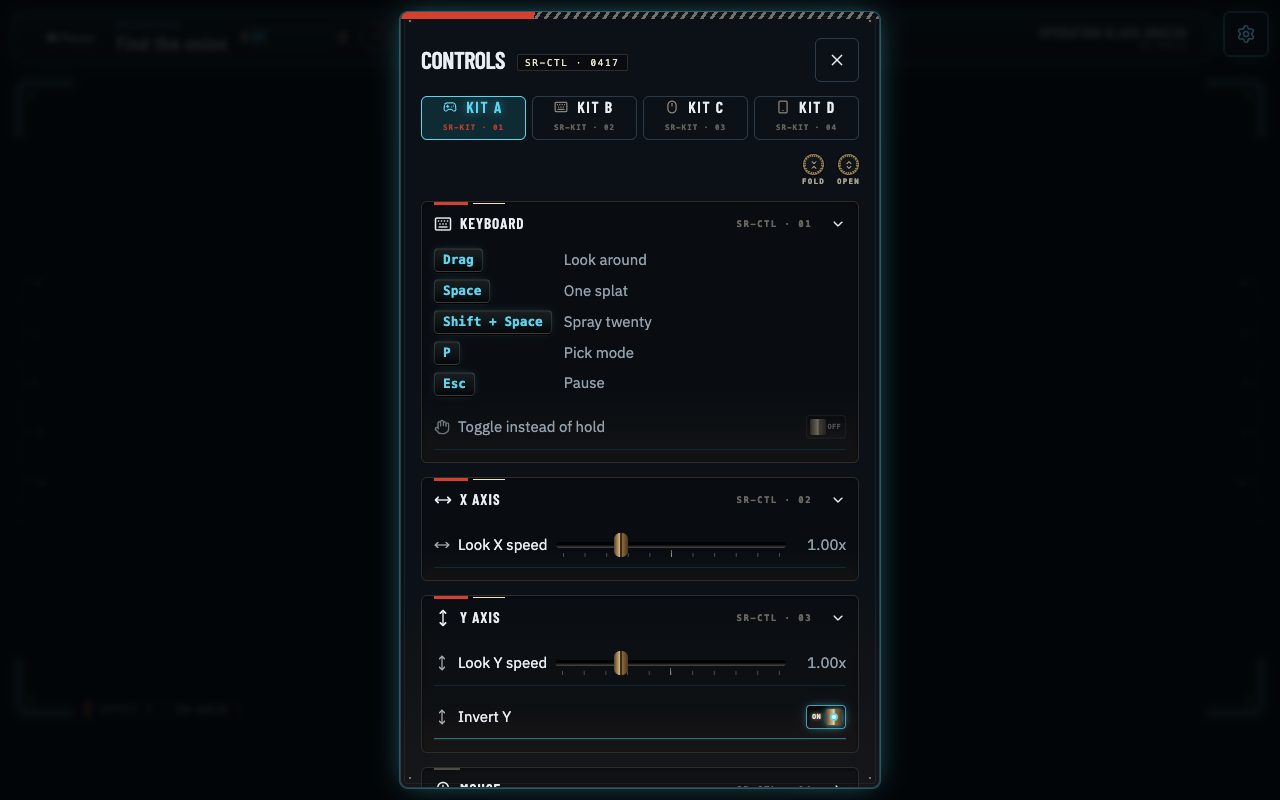 CONTROLS SR-CTL · 0417
KIT A KIT B KIT C KIT D
SR-KIT · 01 SR-KIT · 02 SR-KIT · 03 SR-KIT · 04
FOLD OPEN
KEYBOARD SR-CTL · 01
Drag Look around
Space One splat
Shift + Space Spray twenty
P Pick mode
Esc Pause
Toggle instead of hold OFF
X AXIS SR-CTL · 02
Look X speed 1.00x
Y AXIS SR-CTL · 03
Look Y speed 1.00x
Invert Y ON